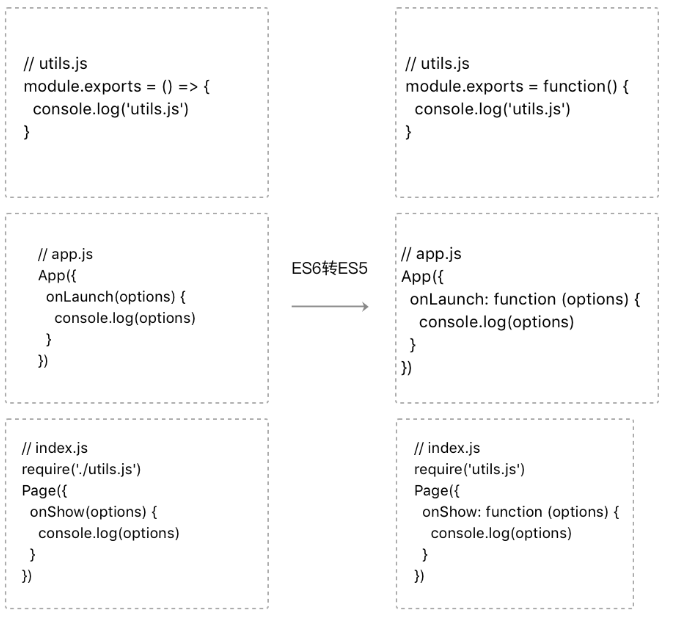 // utils.js
module.exports = () => {
  console.log('utils.js')
}
// utils.js
module.exports = function() {
  console.log('utils.js')
}
// app.js
App({
  onLaunch(options) {
    console.log(options)
  }
})
ES6转ES5
// app.js
App({
  onLaunch: function (options) {
    console.log(options)
  }
})
// index.js
require('./utils.js')
Page({
  onShow(options) {
    console.log(options)
  }
})
// index.js
require('utils.js')
Page({
  onShow: function (options) {
    console.log(options)
  }
})